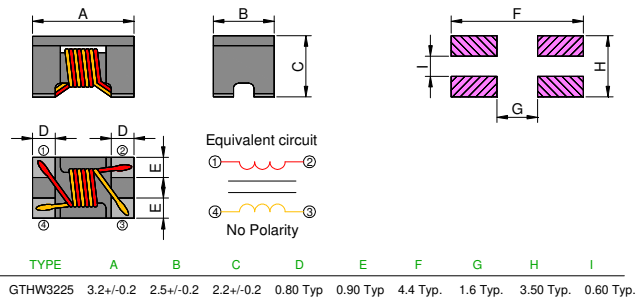 A
B
C
F
I
H
G
D
D
① ②
E
E
④ ③
Equivalent circuit
① ②
④ ③
No Polarity
TYPE A B C D E F G H I
GTHW3225 3.2+/-0.2 2.5+/-0.2 2.2+/-0.2 0.80 Typ 0.90 Typ 4.4 Typ. 1.6 Typ. 3.50 Typ. 0.60 Typ.